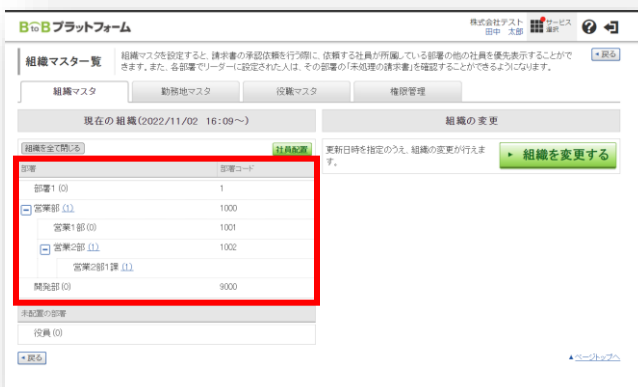 BtoBプラットフォーム
株式会社テスト
田中 太郎
サービス
選択
組織マスター一覧
組織マスタを設定すると、請求書の承認依頼を行う際に、依頼する社員が所属している部署の他の社員を優先表示することがで
きます。また、各部署でリーダーに設定された人は、その部署の「未処理の請求書」を確認することができるようになります。
戻る
組織マスタ 勤務地マスタ 役職マスタ 権限管理
現在の組織(2022/11/02 16:09～) 組織の変更
組織を全て閉じる 社員配置
更新日時を指定のうえ、組織の変更が行えま
す。
組織を変更する
部署 部署コード
部署1 (0) 1
営業部 (1) 1000
営業1部 (0) 1001
営業2部 (1) 1002
営業2部1課 (1)
開発部 (0) 9000
未配置の部署
役員 (0)
戻る
▲ページトップへ